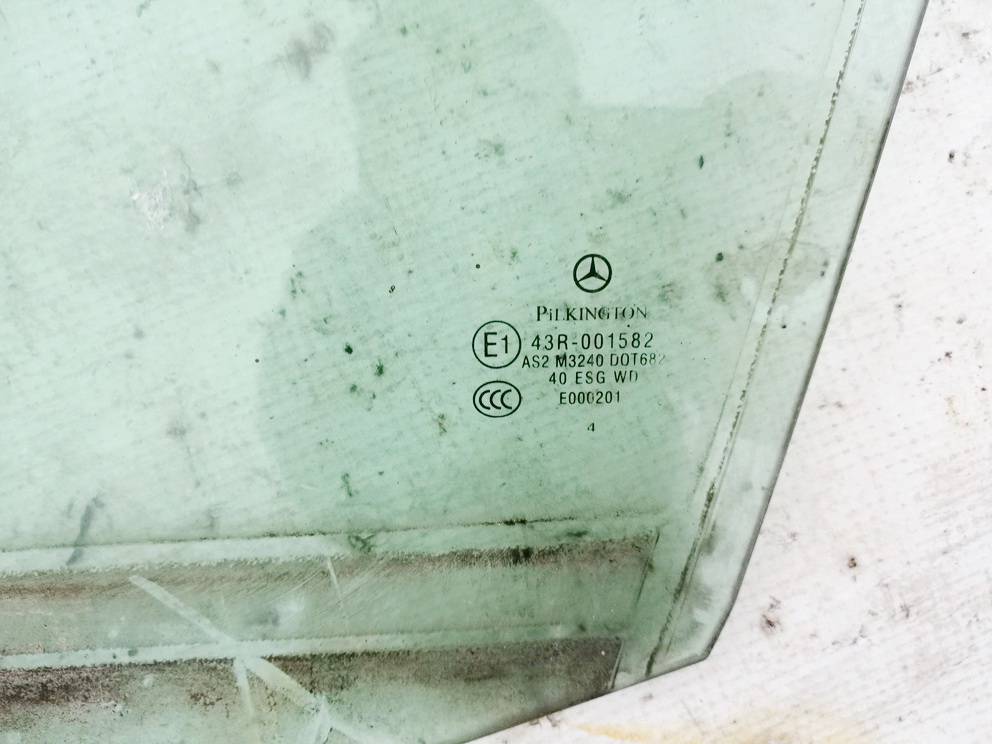 PiLKINGTON
E1 43R-001582
AS2 M3240 DOT682
40 ESG WD
CCC E000201
4